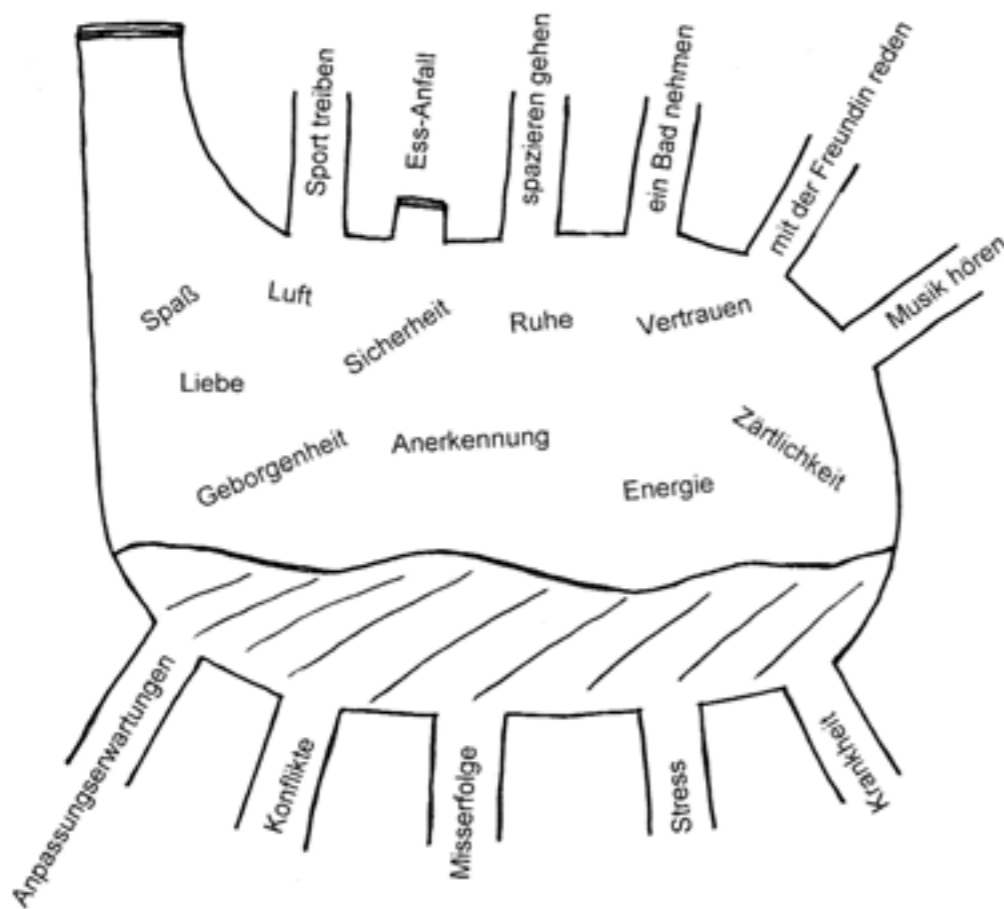 Sport treiben
Ess-Anfall
spazieren gehen
ein Bad nehmen
mit der Freundin reden
Musik hören
Spaß
Luft
Sicherheit
Ruhe
Vertrauen
Liebe
Geborgenheit
Anerkennung
Energie
Zärtlichkeit
Anpassungserwartungen
Konflikte
Misserfolge
Stress
Krankheit